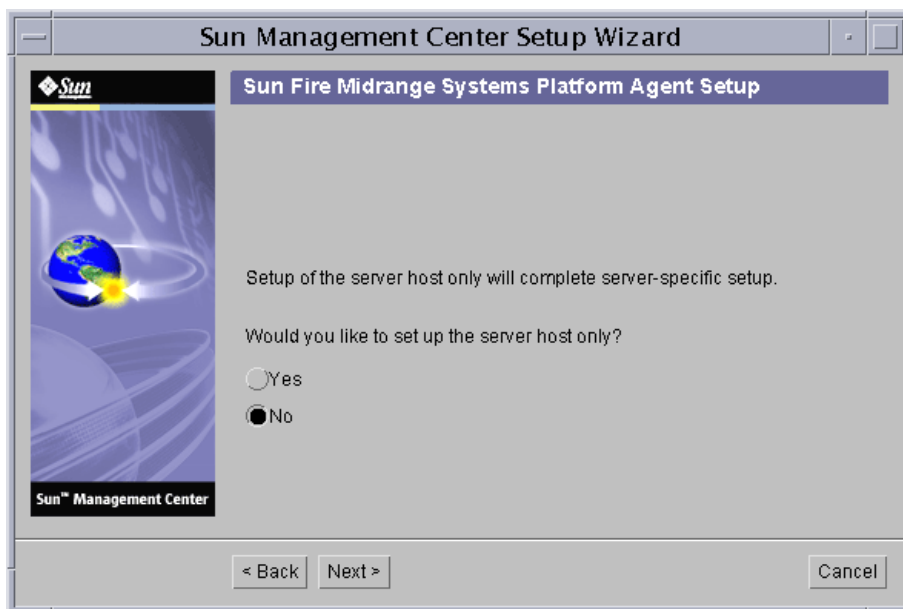 Sun Management Center Setup Wizard
Sun
Sun Fire Midrange Systems Platform Agent Setup
Setup of the server host only will complete server-specific setup.
Would you like to set up the server host only?
Yes
No
Sun™ Management Center
< Back Next > Cancel